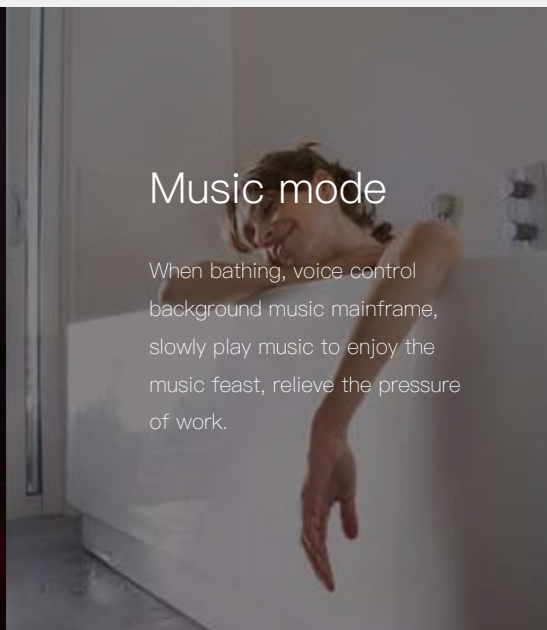 Music mode
When bathing, voice control
background music mainframe,
slowly play music to enjoy the
music feast, relieve the pressure
of work.